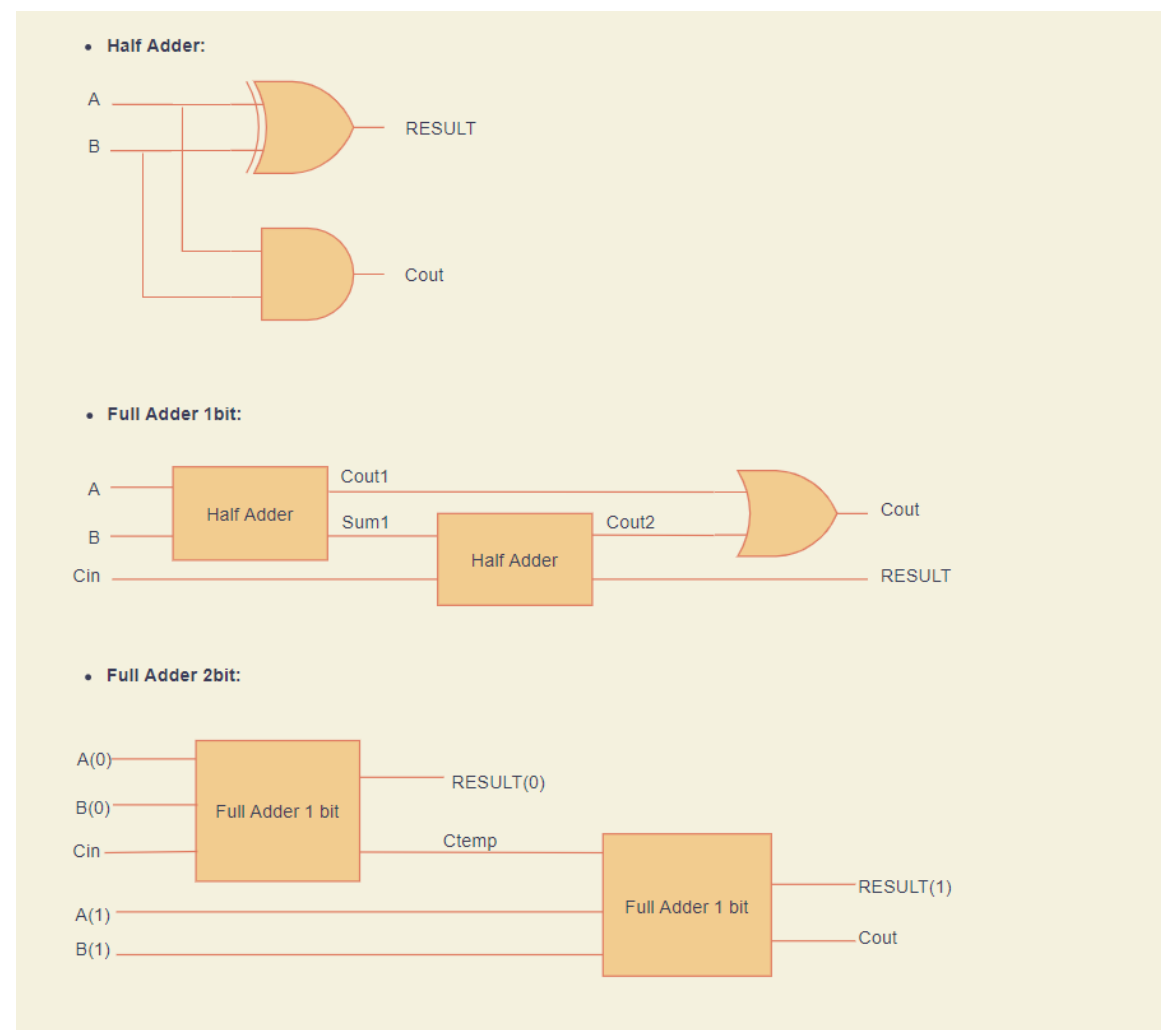 • Half Adder:
A
RESULT
B
Cout
• Full Adder 1bit:
Cout1
A
Half Adder
Cout
Sum1
Cout2
B
Half Adder
Cin
RESULT
• Full Adder 2bit:
A(0)
RESULT(0)
B(0)
Full Adder 1 bit
Ctemp
Cin
RESULT(1)
A(1)
Full Adder 1 bit
Cout
B(1)